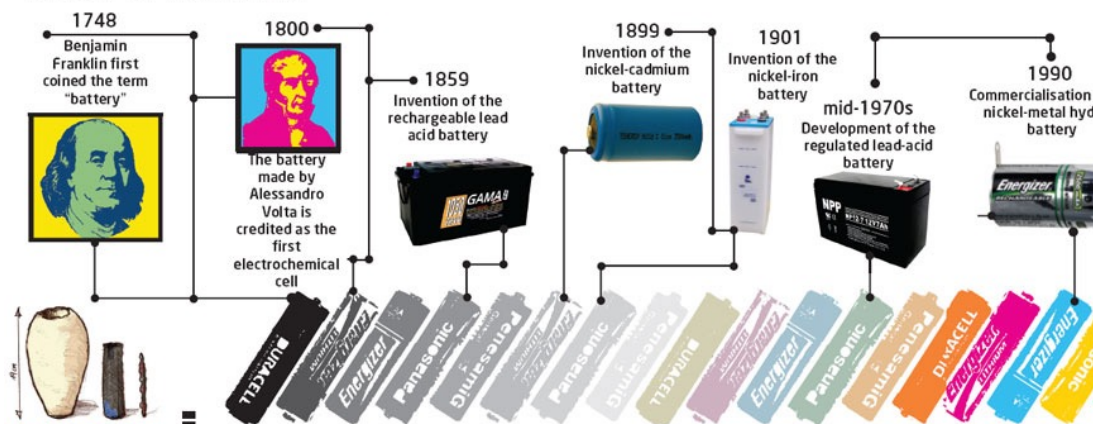 1748
Benjamin
Franklin first
coined the term
"battery"
1800
The battery
made by
Alessandro
Volta is
credited as the
first
electrochemical
cell
1859
Invention of the
rechargeable lead
acid battery
GAMA
1899
Invention of the
nickel-cadmium
battery
1901
Invention of the
nickel-iron
battery
mid-1970s
Development of the
regulated lead-acid
battery
NPP
1990
Commercialisation
nickel-metal hyd
battery
Energizer
DURACELL
Energizer
Panasonic
Panasonic
DURACELL
Energizer
Panasonic
DURACELL
Energizer
Energizer
sonic
=